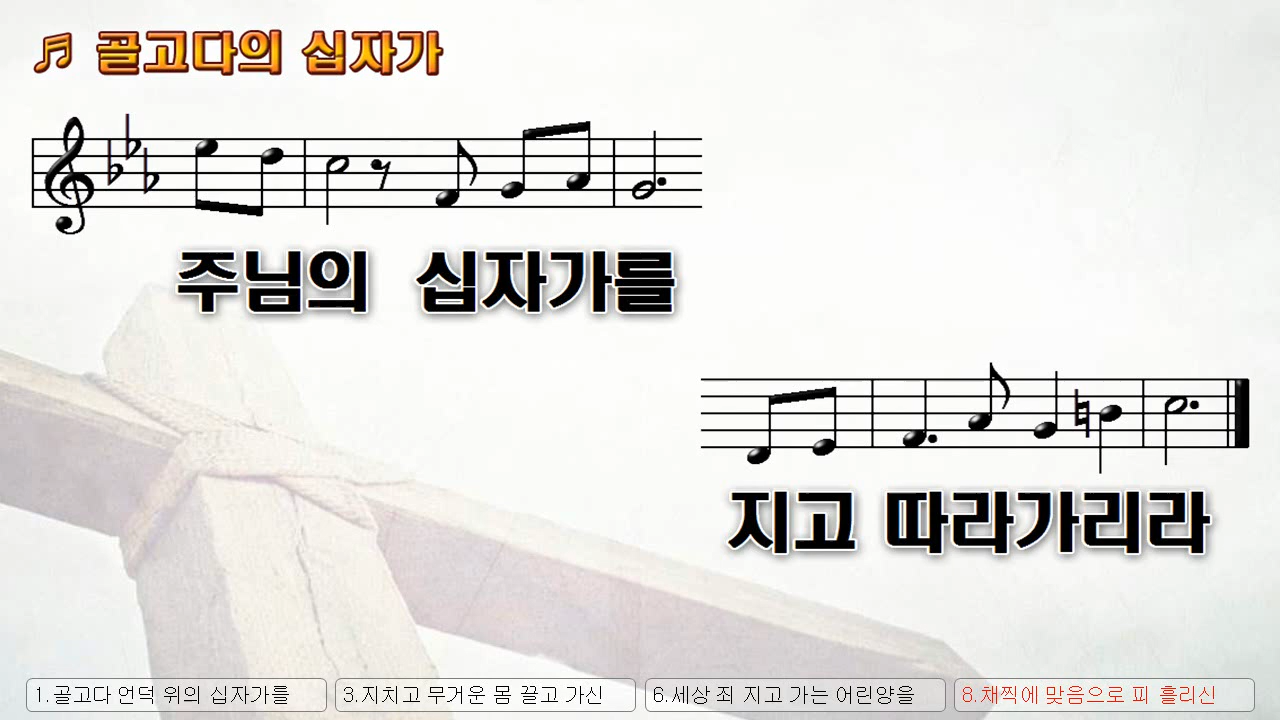 골고다의 십자가
주님의 십자가를
지고 따라가리라
1.골고다 언덕 위의 십자가를
3.지치고 무거운 몸 끌고 가신
6.세상 죄 지고 가는 어린양을
8.채찍에 맞음으로 피 흘리신